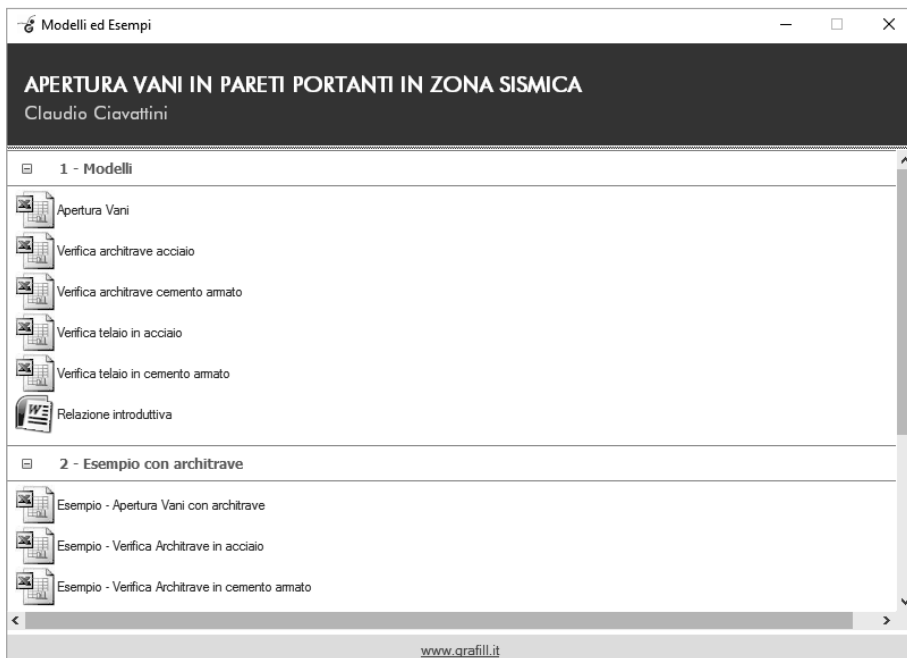 Modelli ed Esempi
APERTURA VANI IN PARETI PORTANTI IN ZONA SISMICA
Claudio Ciavattini
1 - Modelli
Apertura Vani
Verifica architrave acciaio
Verifica architrave cemento armato
Verifica telaio in acciaio
Verifica telaio in cemento armato
Relazione introduttiva
2 - Esempio con architrave
Esempio - Apertura Vani con architrave
Esempio - Verifica Architrave in acciaio
Esempio - Verifica Architrave in cemento armato
www.grafill.it